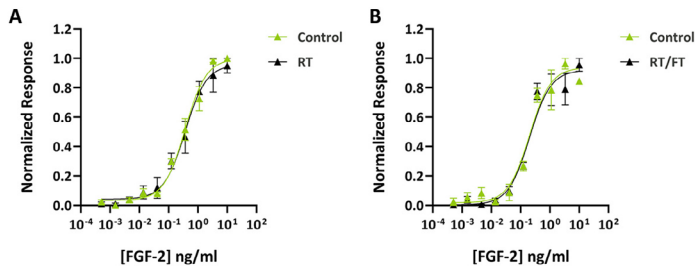 A
Normalized Response
1.2
1.0
0.8
0.6
0.4
0.2
0.0
10⁻⁴ 10⁻³ 10⁻² 10⁻¹ 10⁰ 10¹ 10²
[FGF-2] ng/ml
Control
RT
B
Normalized Response
1.2
1.0
0.8
0.6
0.4
0.2
0.0
10⁻⁴ 10⁻³ 10⁻² 10⁻¹ 10⁰ 10¹ 10²
[FGF-2] ng/ml
Control
RT/FT